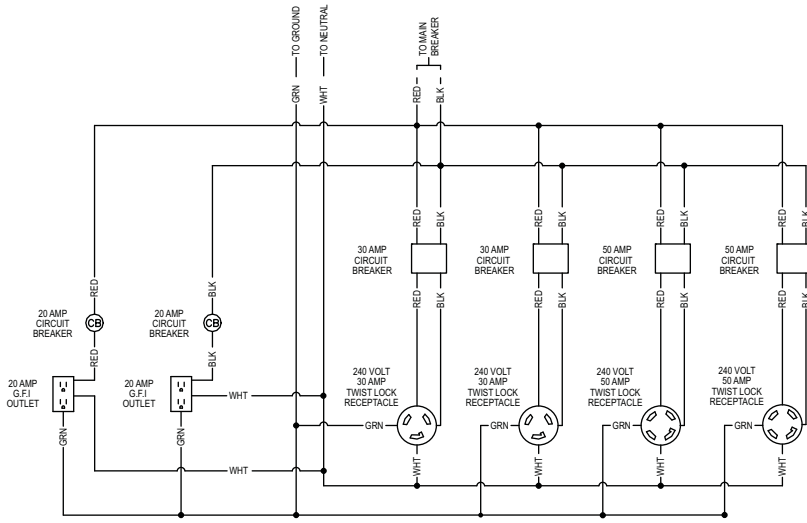 TO GROUND
TO NEUTRAL
TO MAIN
BREAKER
GRN
WHT
RED
BLK
RED
BLK
RED
BLK
RED
BLK
RED
BLK
30 AMP
CIRCUIT
BREAKER
30 AMP
CIRCUIT
BREAKER
50 AMP
CIRCUIT
BREAKER
50 AMP
CIRCUIT
BREAKER
RED
BLK
20 AMP
CIRCUIT
BREAKER
CB
20 AMP
CIRCUIT
BREAKER
CB
RED
BLK
RED
BLK
RED
BLK
RED
BLK
RED
BLK
20 AMP
G.F.I
OUTLET
20 AMP
G.F.I
OUTLET
240 VOLT
30 AMP
TWIST LOCK
RECEPTACLE
240 VOLT
30 AMP
TWIST LOCK
RECEPTACLE
240 VOLT
50 AMP
TWIST LOCK
RECEPTACLE
240 VOLT
50 AMP
TWIST LOCK
RECEPTACLE
WHT
GRN
GRN
GRN
GRN
GRN
GRN
WHT
WHT
WHT
WHT
WHT